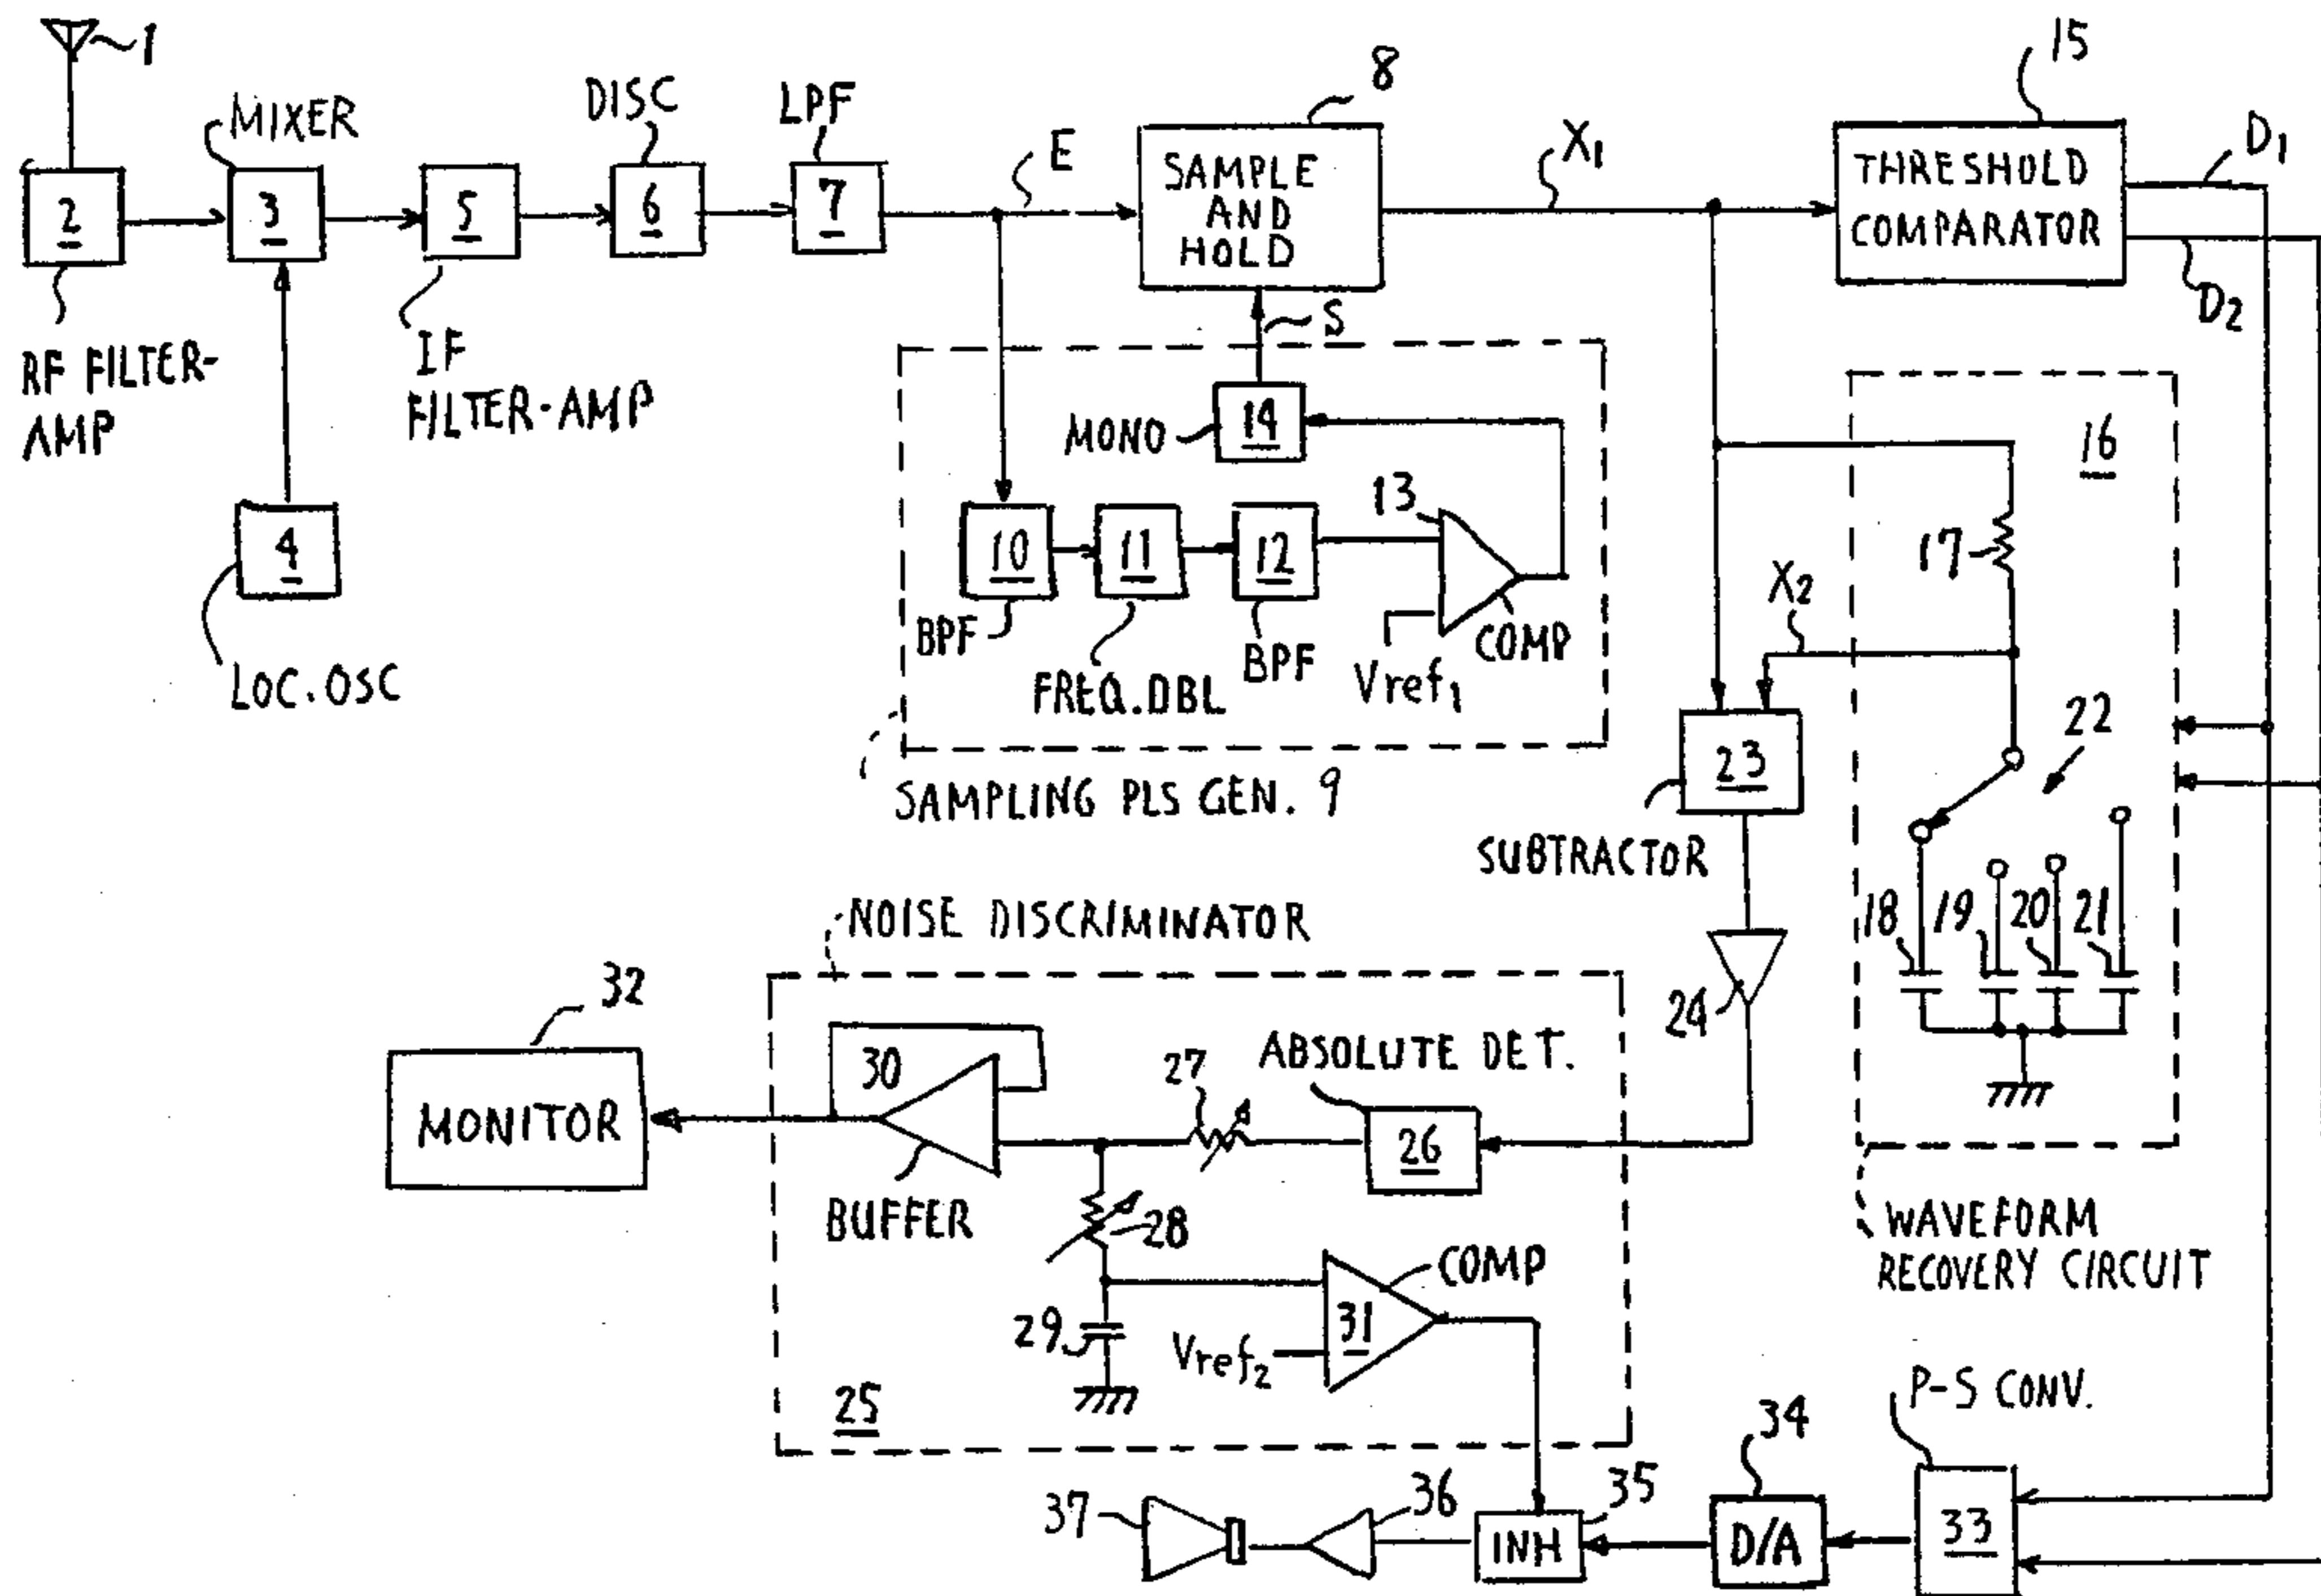 1
15
8
DISC
LPF
MIXER
E
X1
D1
2
3
5
6
7
SAMPLE
AND
HOLD
THRESHOLD
COMPARATOR
D2
S
RF FILTER-
AMP
IF
FILTER-AMP
MONO
14
16
4
13
10
11
12
17
BPF
FREQ.DBL
BPF
Vref1
COMP
X2
LOC.OSC
23
22
SAMPLING PLS GEN. 9
SUBTRACTOR
18
19
20
21
NOISE DISCRIMINATOR
24
32
MONITOR
30
27
ABSOLUTE DET.
26
BUFFER
28
COMP
WAVEFORM
RECOVERY CIRCUIT
29
Vref2
31
25
P-S CONV.
34
37
36
35
INH
D/A
33